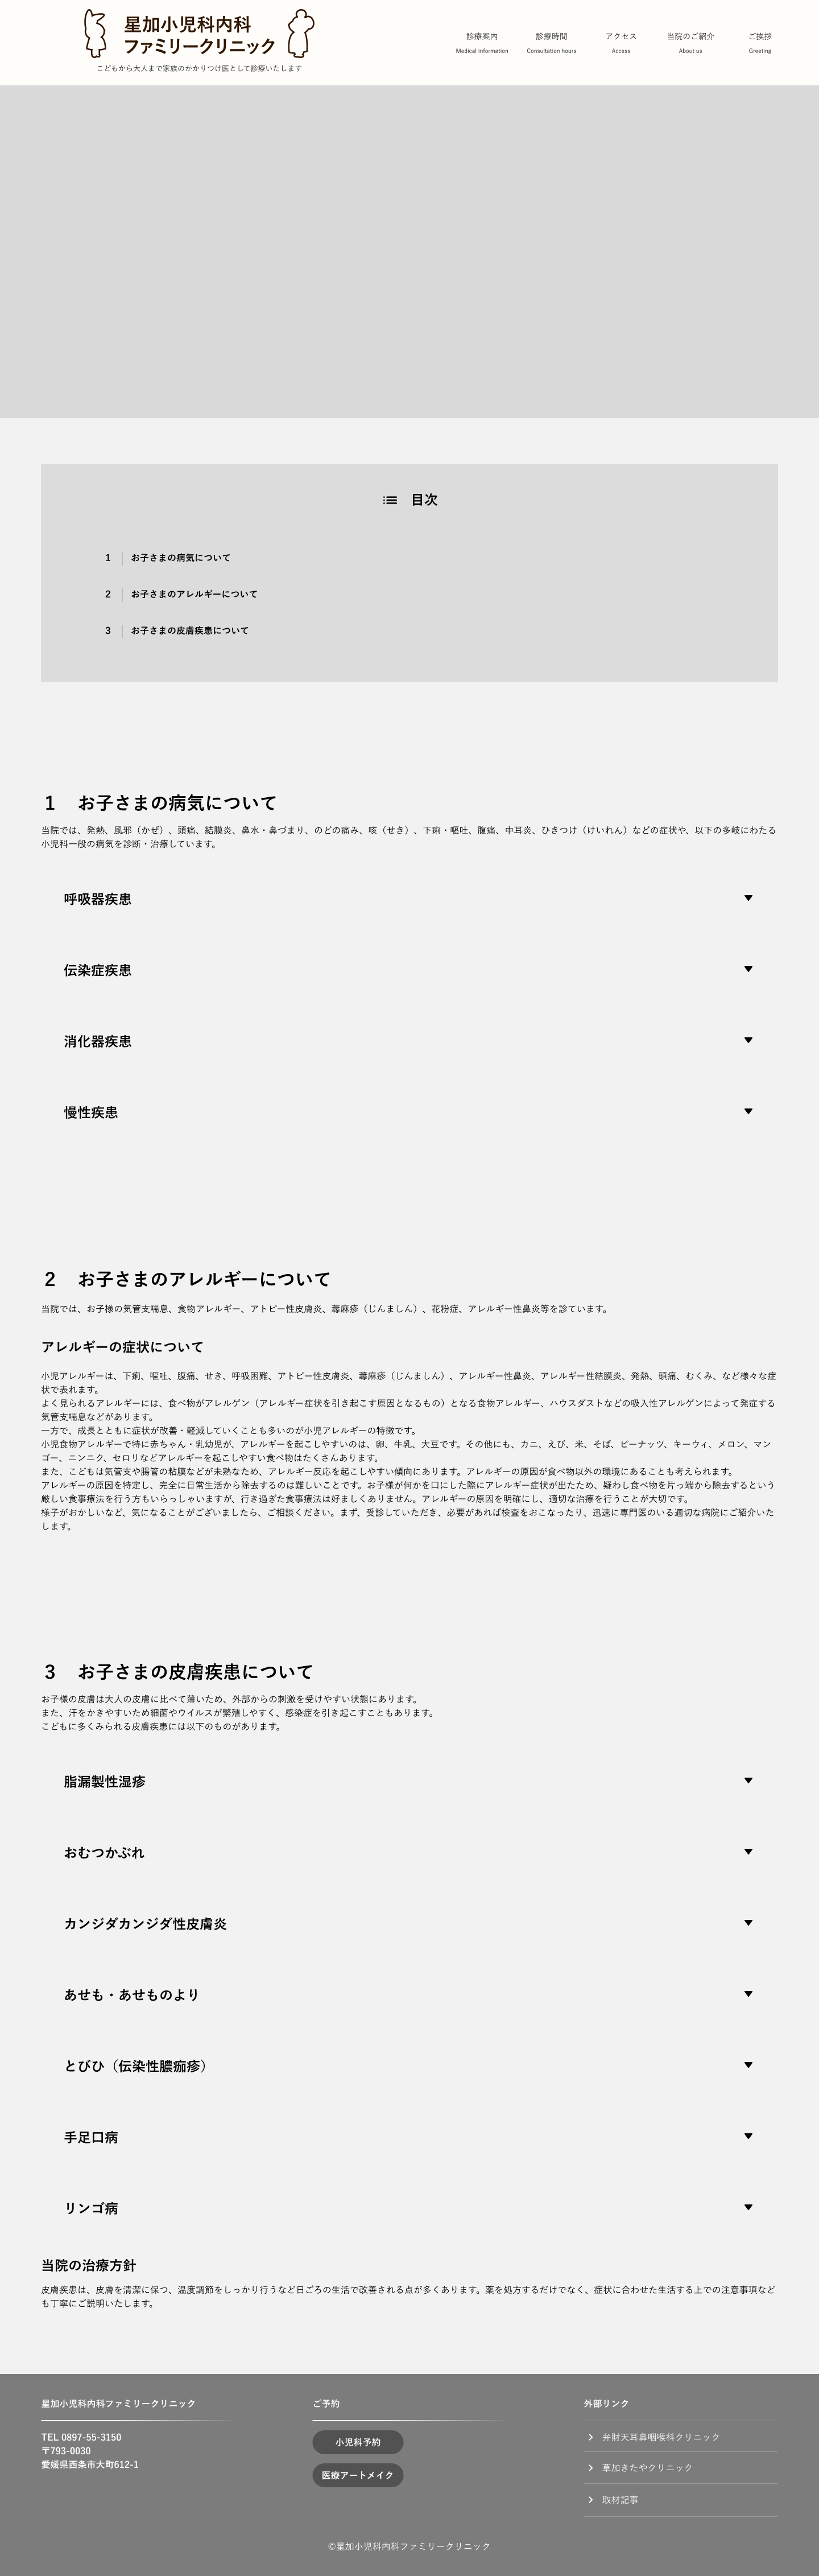 星加小児科内科
ファミリークリニック
こどもから大人まで家族のかかりつけ医として診療いたします
診療案内
Medical information
診療時間
Consultation hours
アクセス
Access
当院のご紹介
About us
ご挨拶
Greeting
目次
1 お子さまの病気について
2 お子さまのアレルギーについて
3 お子さまの皮膚疾患について
1 お子さまの病気について
当院では、発熱、風邪（かぜ）、頭痛、結膜炎、鼻水・鼻づまり、のどの痛み、咳（せき）、下痢・嘔吐、腹痛、中耳炎、ひきつけ（けいれん）などの症状や、以下の多岐にわたる
小児科一般の病気を診断・治療しています。
呼吸器疾患
伝染症疾患
消化器疾患
慢性疾患
2 お子さまのアレルギーについて
当院では、お子様の気管支喘息、食物アレルギー、アトピー性皮膚炎、蕁麻疹（じんましん）、花粉症、アレルギー性鼻炎等を診ています。
アレルギーの症状について
小児アレルギーは、下痢、嘔吐、腹痛、せき、呼吸困難、アトピー性皮膚炎、蕁麻疹（じんましん）、アレルギー性鼻炎、アレルギー性結膜炎、発熱、頭痛、むくみ、など様々な症
状で表れます。
よく見られるアレルギーには、食べ物がアレルゲン（アレルギー症状を引き起こす原因となるもの）となる食物アレルギー、ハウスダストなどの吸入性アレルゲンによって発症する
気管支喘息などがあります。
一方で、成長とともに症状が改善・軽減していくことも多いのが小児アレルギーの特徴です。
小児食物アレルギーで特に赤ちゃん・乳幼児が、アレルギーを起こしやすいのは、卵、牛乳、大豆です。その他にも、カニ、えび、米、そば、ピーナッツ、キーウィ、メロン、マン
ゴー、ニンニク、セロリなどアレルギーを起こしやすい食べ物はたくさんあります。
また、こどもは気管支や腸管の粘膜などが未熟なため、アレルギー反応を起こしやすい傾向にあります。アレルギーの原因が食べ物以外の環境にあることも考えられます。
アレルギーの原因を特定し、完全に日常生活から除去するのは難しいことです。お子様が何かを口にした際にアレルギー症状が出たため、疑わし食べ物を片っ端から除去するという
厳しい食事療法を行う方もいらっしゃいますが、行き過ぎた食事療法は好ましくありません。アレルギーの原因を明確にし、適切な治療を行うことが大切です。
様子がおかしいなど、気になることがございましたら、ご相談ください。まず、受診していただき、必要があれば検査をおこなったり、迅速に専門医のいる適切な病院にご紹介いた
します。
3 お子さまの皮膚疾患について
お子様の皮膚は大人の皮膚に比べて薄いため、外部からの刺激を受けやすい状態にあります。
また、汗をかきやすいため細菌やウイルスが繁殖しやすく、感染症を引き起こすこともあります。
こどもに多くみられる皮膚疾患には以下のものがあります。
脂漏製性湿疹
おむつかぶれ
カンジダカンジダ性皮膚炎
あせも・あせものより
とびひ（伝染性膿痂疹）
手足口病
リンゴ病
当院の治療方針
皮膚疾患は、皮膚を清潔に保つ、温度調節をしっかり行うなど日ごろの生活で改善される点が多くあります。薬を処方するだけでなく、症状に合わせた生活する上での注意事項など
も丁寧にご説明いたします。
星加小児科内科ファミリークリニック
TEL 0897-55-3150
〒793-0030
愛媛県西条市大町612-1
ご予約
小児科予約
医療アートメイク
外部リンク
弁財天耳鼻咽喉科クリニック
草加きたやクリニック
取材記事
©星加小児科内科ファミリークリニック